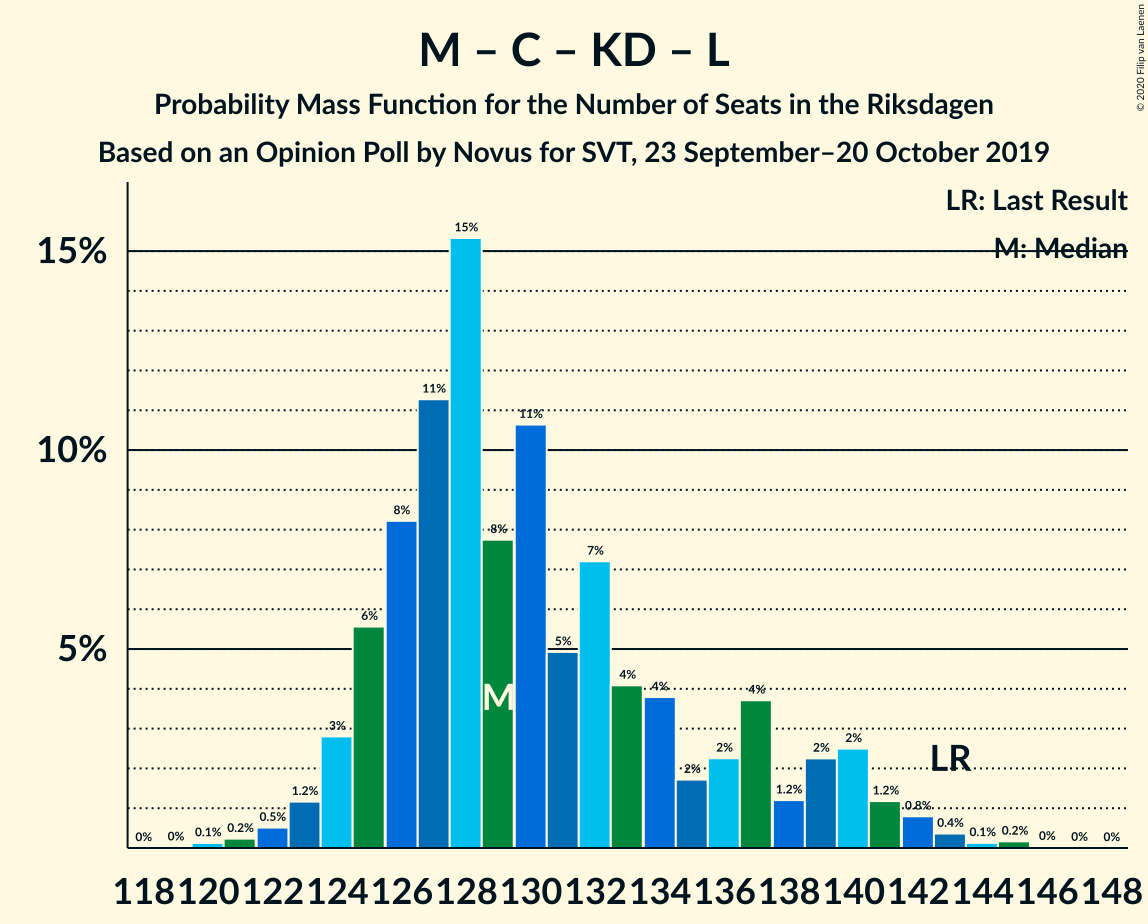 M – C – KD – L
Probability Mass Function for the Number of Seats in the Riksdagen
Based on an Opinion Poll by Novus for SVT, 23 September–20 October 2019
© 2020 Filip van Laenen
LR: Last Result
M: Median
15%
10%
5%
0% 0% 0.1% 0.2% 0.5% 1.2% 3% 6% 8% 11% 15% 8% 11% 5% 7% 4% 4% 2% 2% 4% 1.2% 2% 2% 1.2% 0.8% 0.4% 0.1% 0.2% 0% 0% 0%
M
LR
118 120 122 124 126 128 130 132 134 136 138 140 142 144 146 148